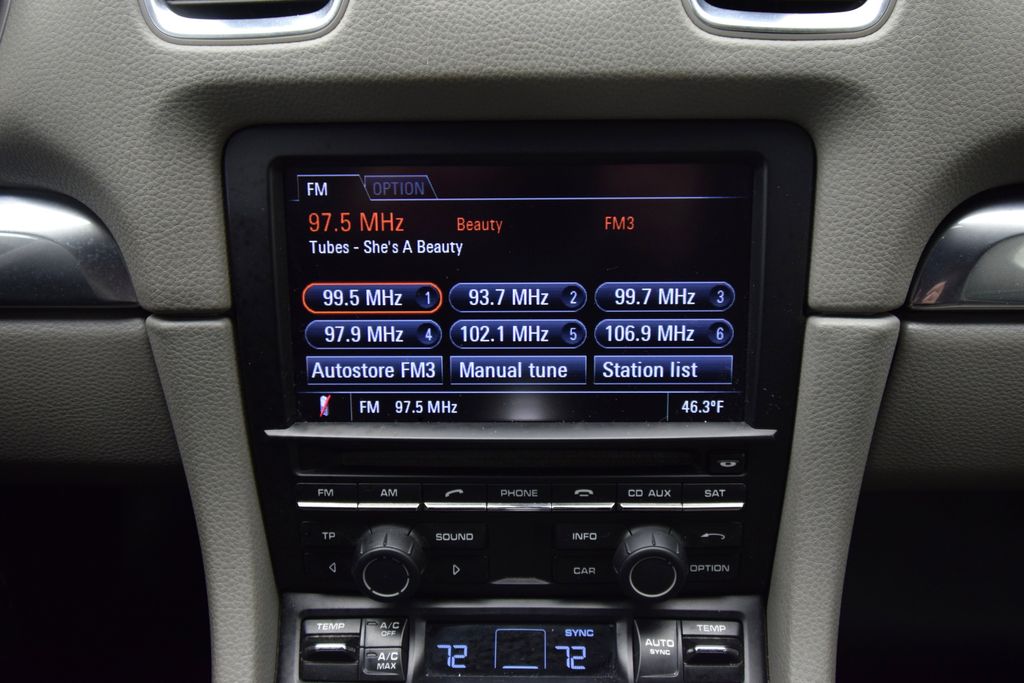 FM OPTION
97.5 MHz Beauty FM3
Tubes - She's A Beauty
99.5 MHz 1 93.7 MHz 2 99.7 MHz 3
97.9 MHz 4 102.1 MHz 5 106.9 MHz 6
Autostore FM3 Manual tune Station list
FM 97.5 MHz 46.3°F
FM AM PHONE CD AUX SAT
TP SOUND INFO
CAR OPTION
TEMP A/C OFF SYNC AUTO SYNC TEMP
A/C MAX 72 72